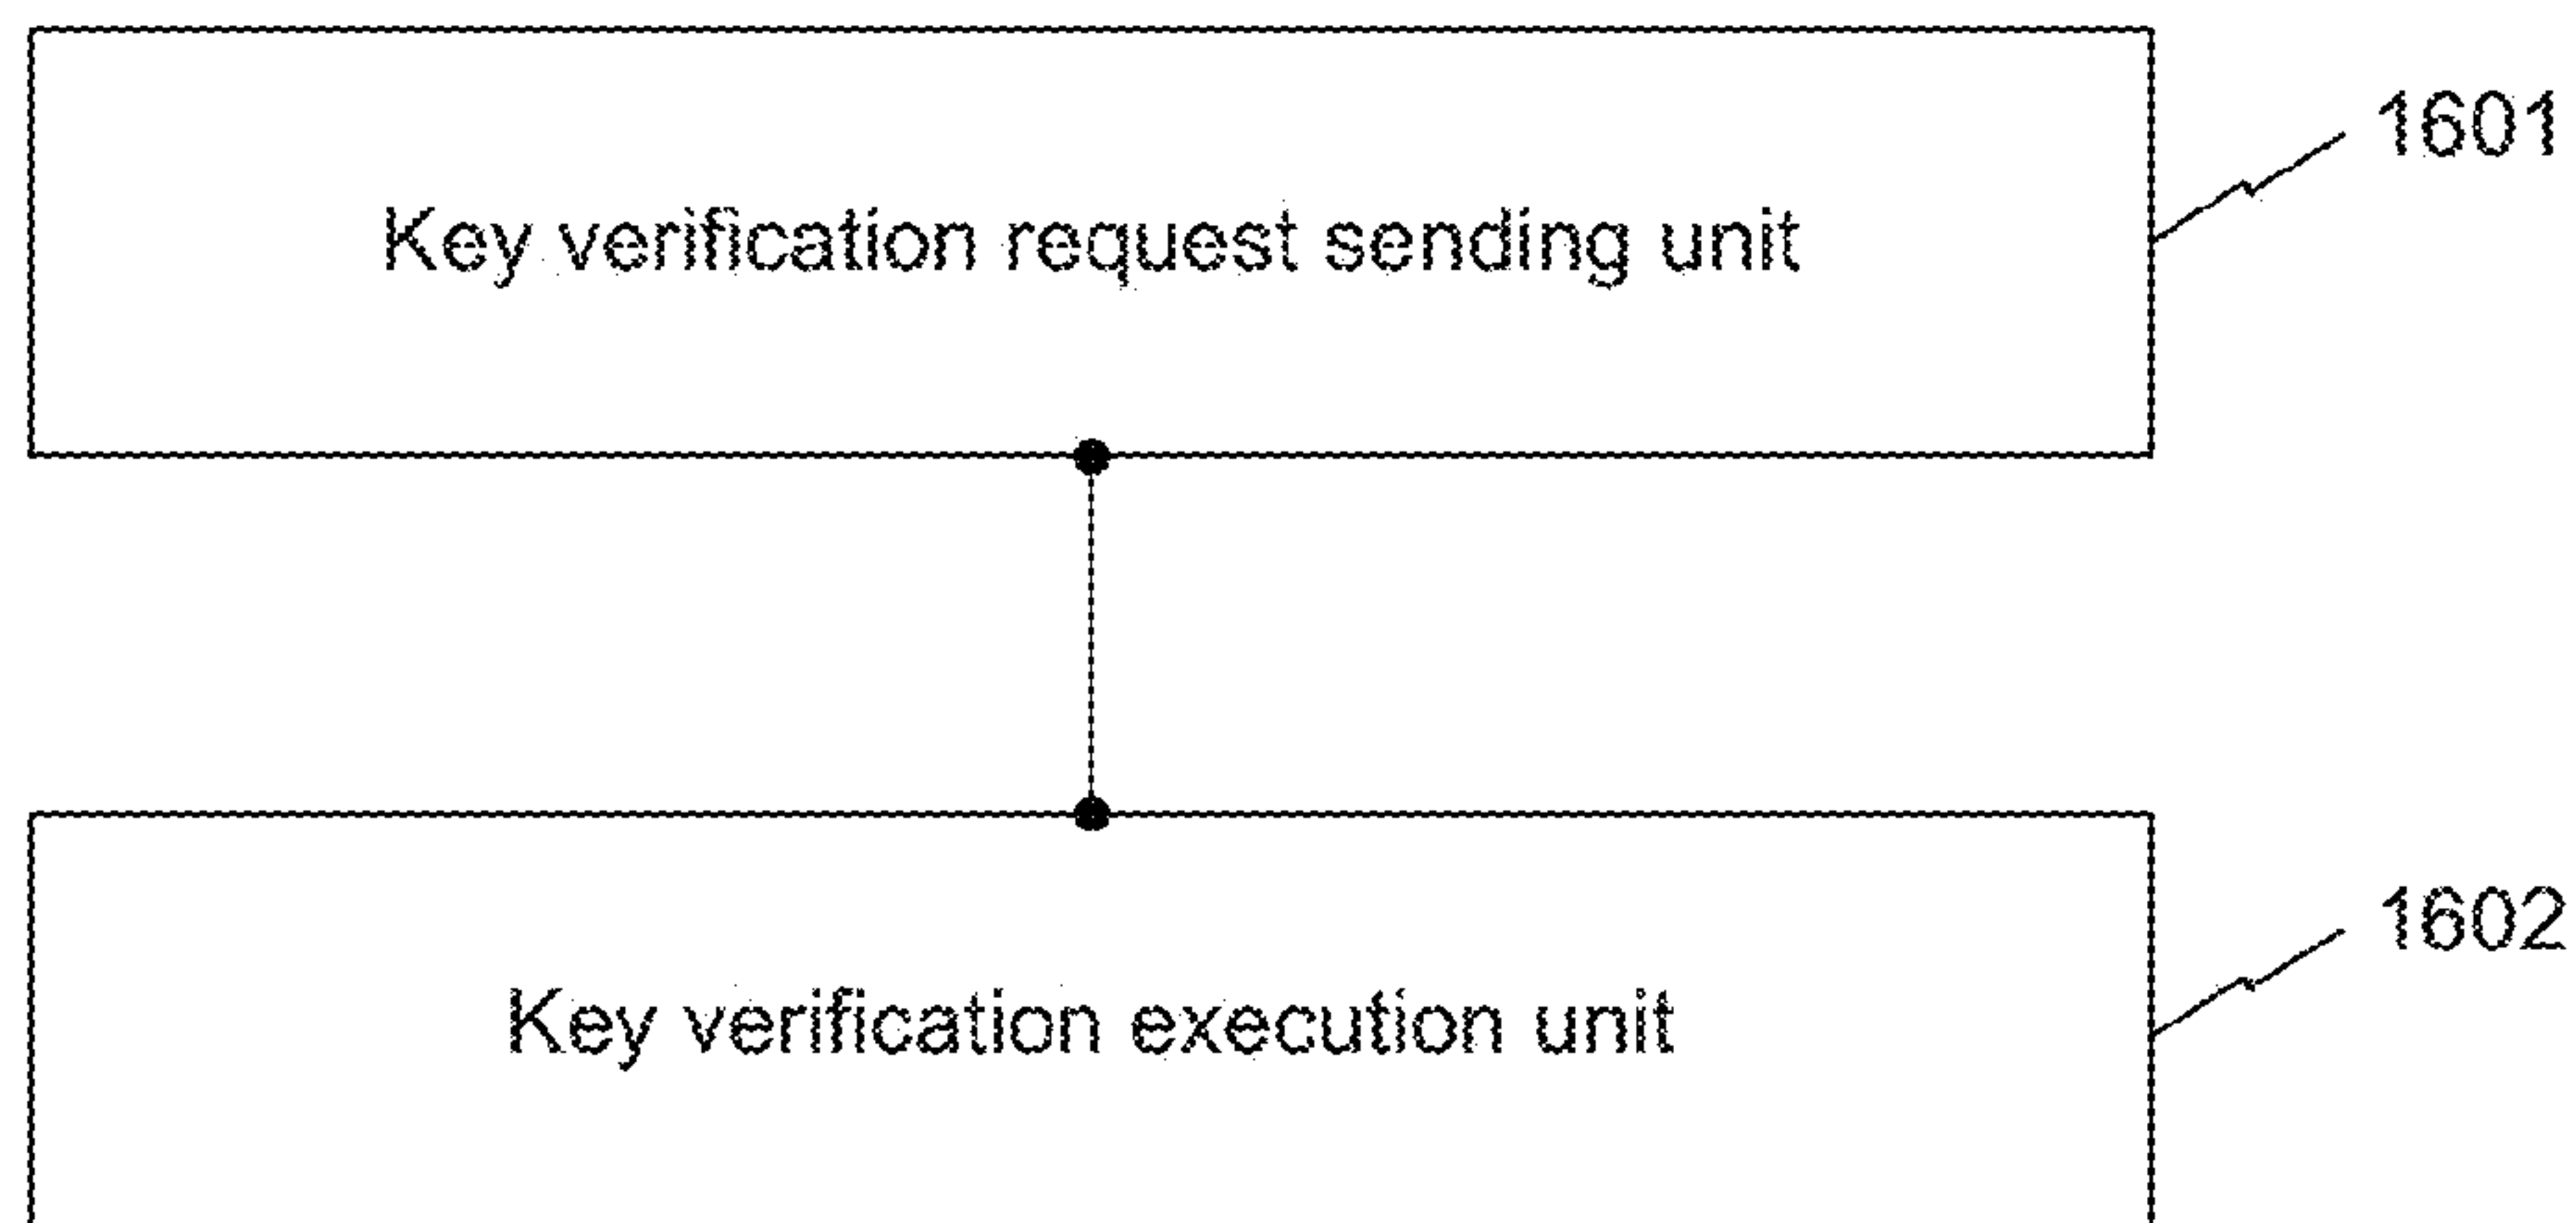 1601
Key verification request sending unit
1602
Key verification execution unit